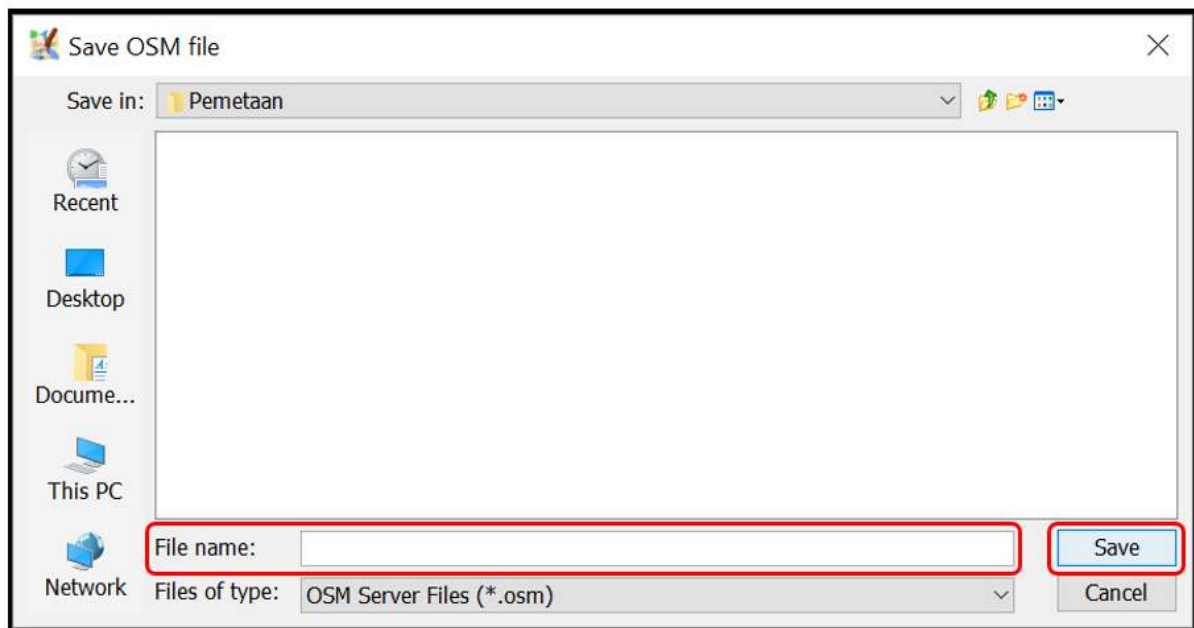 Save OSM file
Save in: Pemetaan
Recent
Desktop
Docume...
This PC
Network
File name:
Save
Files of type: OSM Server Files (*.osm)
Cancel